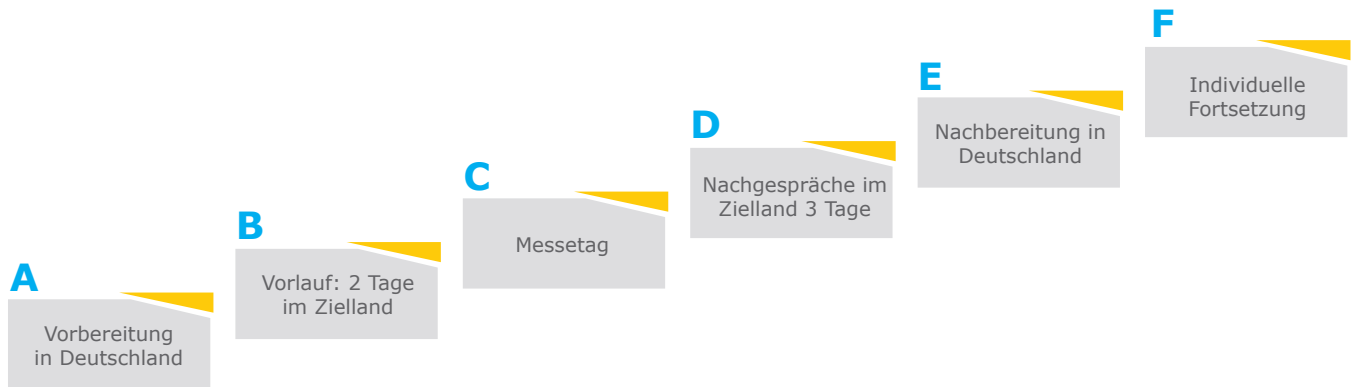 A
Vorbereitung
in Deutschland
B
Vorlauf: 2 Tage
im Zielland
C
Messetag
D
Nachgespräche im
Zielland 3 Tage
E
Nachbereitung in
Deutschland
F
Individuelle
Fortsetzung